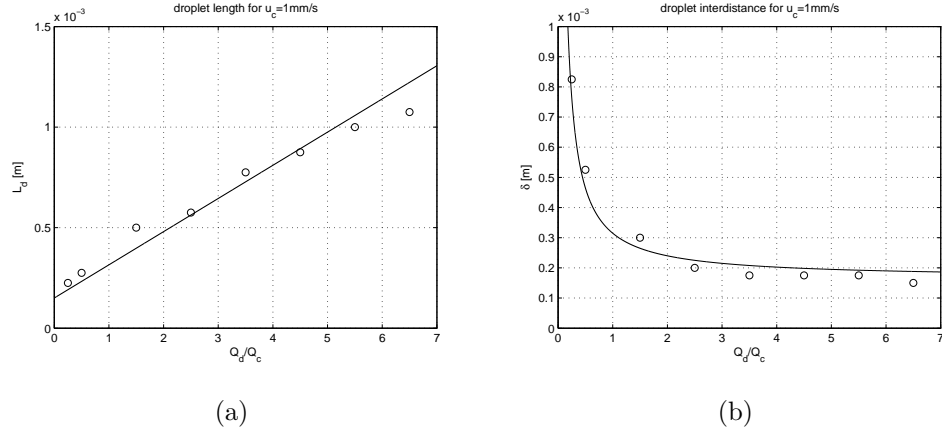 droplet length for u_c=1mm/s
x 10^-3
1.5
1
0.5
0
L_d [m]
0 1 2 3 4 5 6 7
Q_d/Q_c
(a)
droplet interdistance for u_c=1mm/s
x 10^-3
1
0.9
0.8
0.7
0.6
0.5
0.4
0.3
0.2
0.1
0
δ [m]
0 1 2 3 4 5 6 7
Q_d/Q_c
(b)